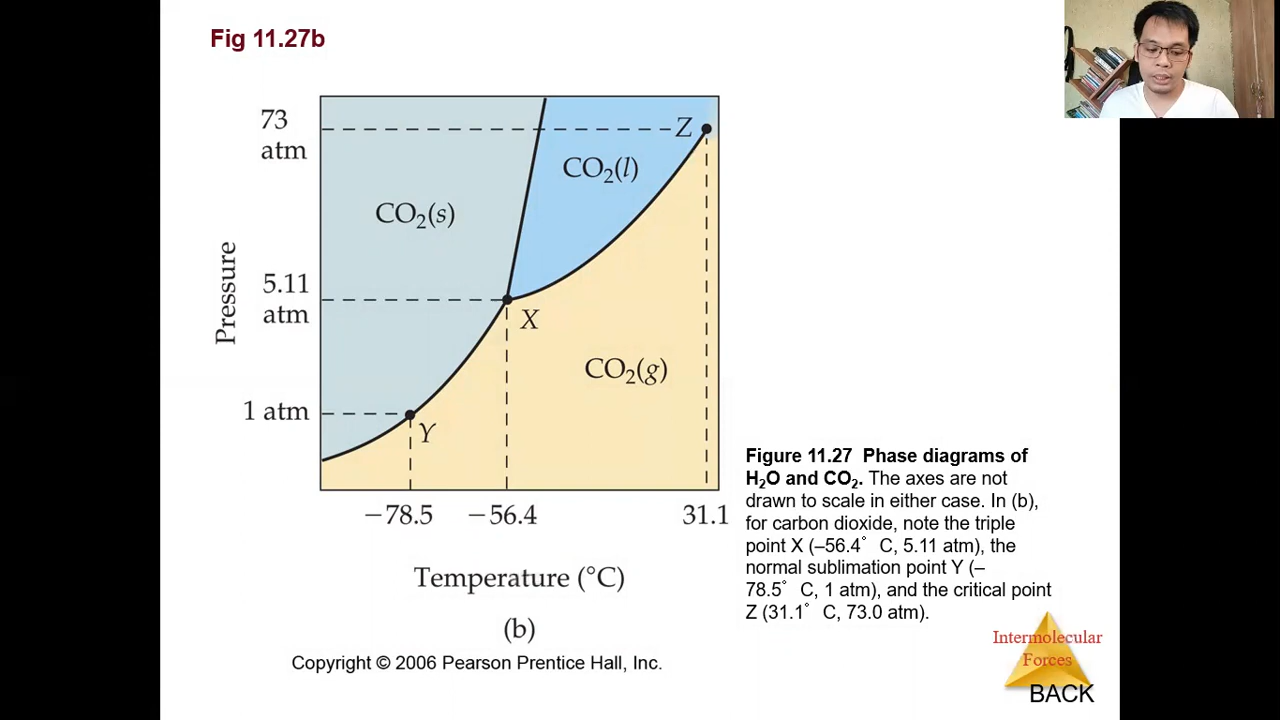 Fig 11.27b
73
atm
Z
CO₂(l)
CO₂(s)
Pressure
5.11
atm
X
CO₂(g)
1 atm
Y
−78.5
−56.4
31.1
Temperature (°C)
(b)
Copyright © 2006 Pearson Prentice Hall, Inc.
Figure 11.27 Phase diagrams of
H₂O and CO₂. The axes are not
drawn to scale in either case. In (b),
for carbon dioxide, note the triple
point X (–56.4° C, 5.11 atm), the
normal sublimation point Y (–
78.5° C, 1 atm), and the critical point
Z (31.1° C, 73.0 atm).
Intermolecular
Forces
BACK